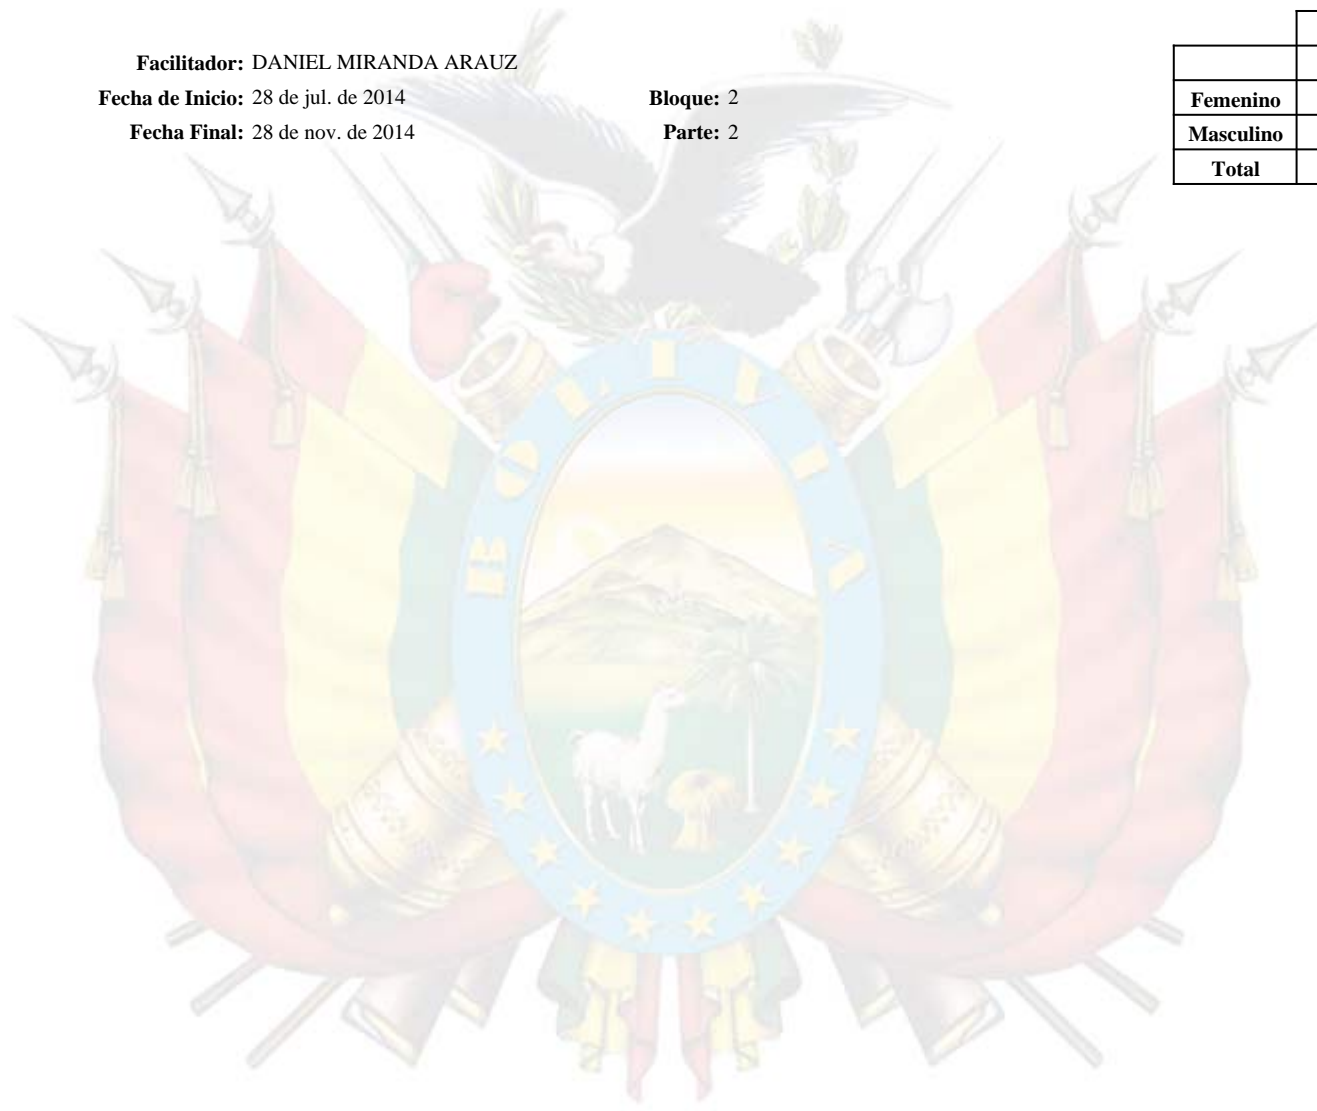 Facilitador: DANIEL MIRANDA ARAUZ
Fecha de Inicio: 28 de jul. de 2014 Bloque: 2
Fecha Final: 28 de nov. de 2014 Parte: 2
Femenino
Masculino
Total
BOLIVIA